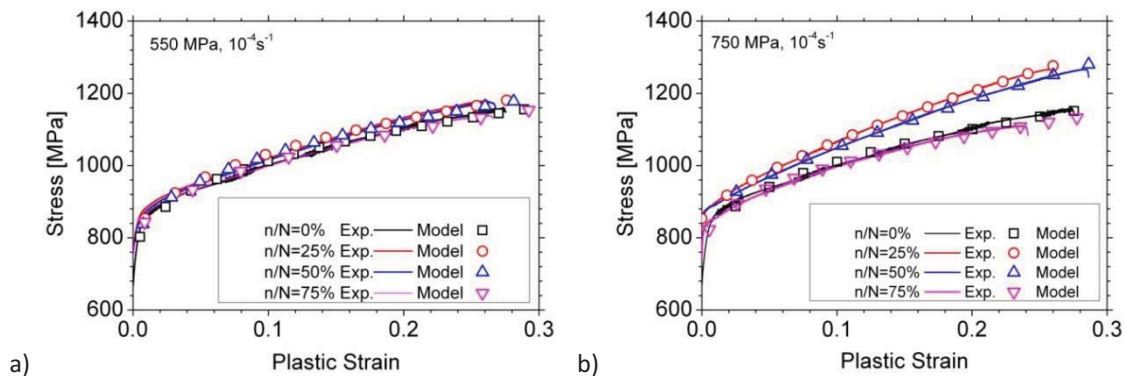 1400
1200
1000
800
600
Stress [MPa]
550 MPa, 10⁻⁴s⁻¹
n/N=0% Exp. Model
n/N=25% Exp. Model
n/N=50% Exp. Model
n/N=75% Exp. Model
0.0 0.1 0.2 0.3
Plastic Strain
a)
1400
1200
1000
800
600
Stress [MPa]
750 MPa, 10⁻⁴s⁻¹
n/N=0% Exp. Model
n/N=25% Exp. Model
n/N=50% Exp. Model
n/N=75% Exp. Model
0.0 0.1 0.2 0.3
Plastic Strain
b)